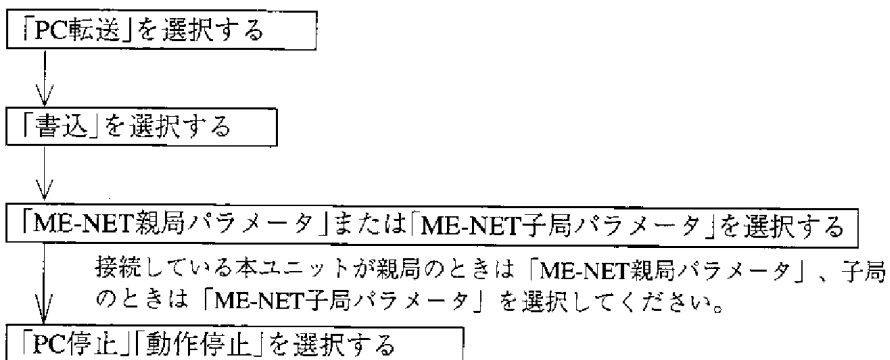 「PC転送」を選択する
「書込」を選択する
「ME-NET親局パラメータ」または「ME-NET子局パラメータ」を選択する
接続している本ユニットが親局のときは「ME-NET親局パラメータ」、子局
のときは「ME-NET子局パラメータ」を選択してください。
「PC停止」「動作停止」を選択する